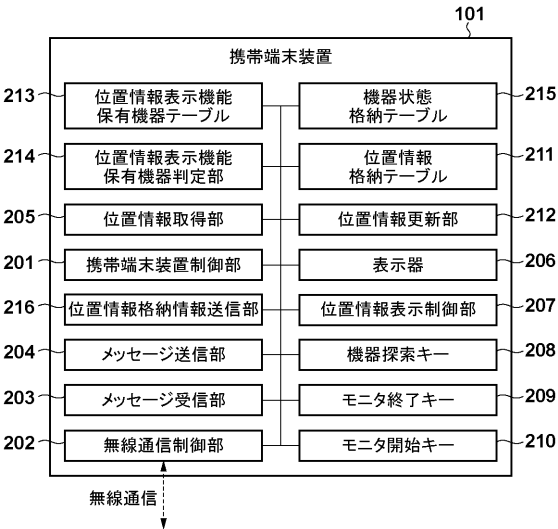 101
携帯端末装置
213
位置情報表示機能
保有機器テーブル
機器状態
格納テーブル
215
214
位置情報表示機能
保有機器判定部
位置情報
格納テーブル
211
205
位置情報取得部
位置情報更新部
212
201
携帯端末装置制御部
表示器
206
216
位置情報格納情報送信部
位置情報表示制御部
207
204
メッセージ送信部
機器探索キー
208
203
メッセージ受信部
モニタ終了キー
209
202
無線通信制御部
モニタ開始キー
210
無線通信